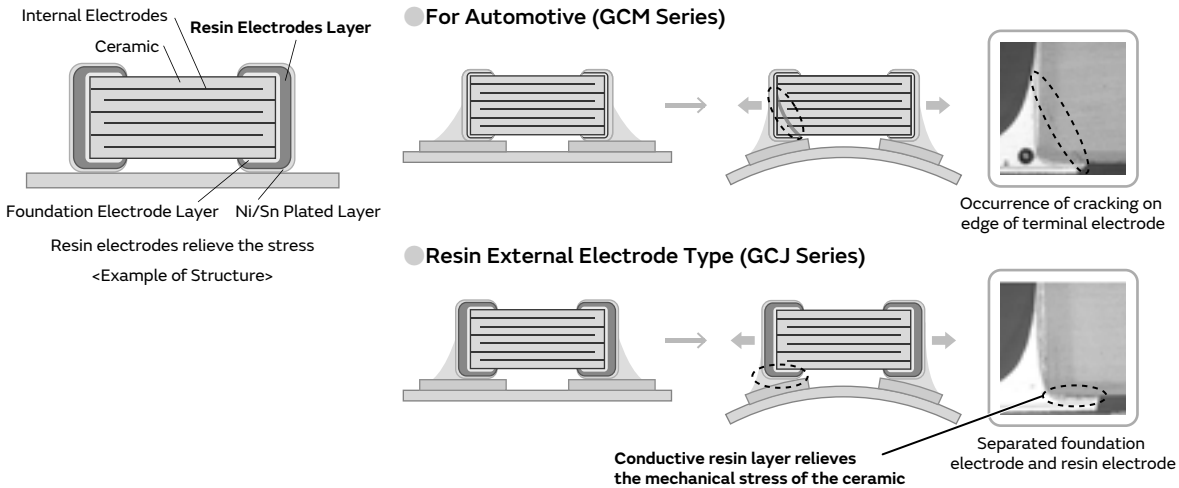 Internal Electrodes
Resin Electrodes Layer
Ceramic
Foundation Electrode Layer
Ni/Sn Plated Layer
Resin electrodes relieve the stress
<Example of Structure>
For Automotive (GCM Series)
Occurrence of cracking on
edge of terminal electrode
Resin External Electrode Type (GCJ Series)
Conductive resin layer relieves
the mechanical stress of the ceramic
Separated foundation
electrode and resin electrode